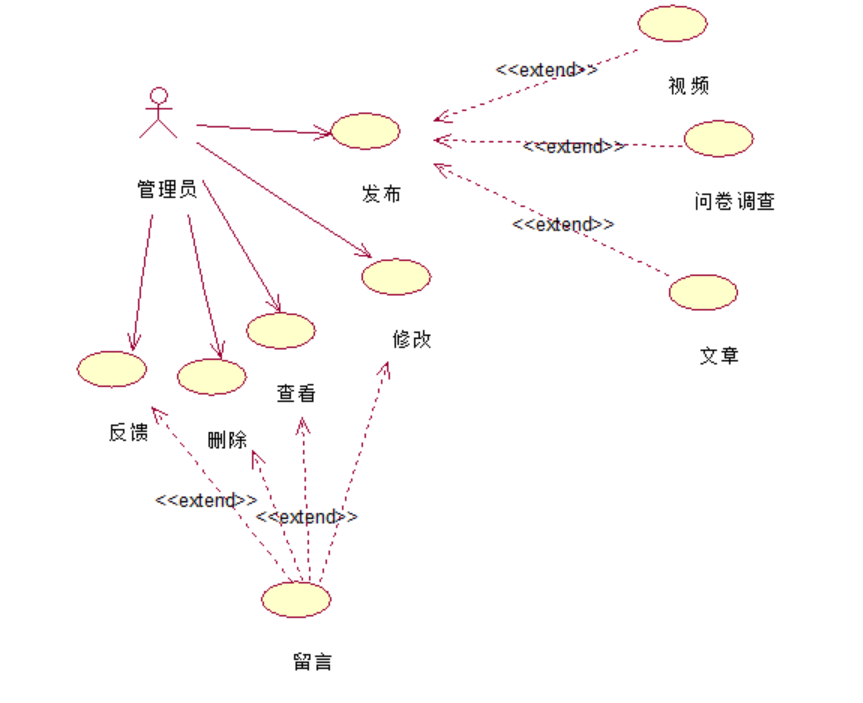 <<extend>>
视频
<<extend>>
问卷调查
管理员
发布
<<extend>>
修改
文章
查看
反馈
删除
<<extend>>
<<extend>>
留言